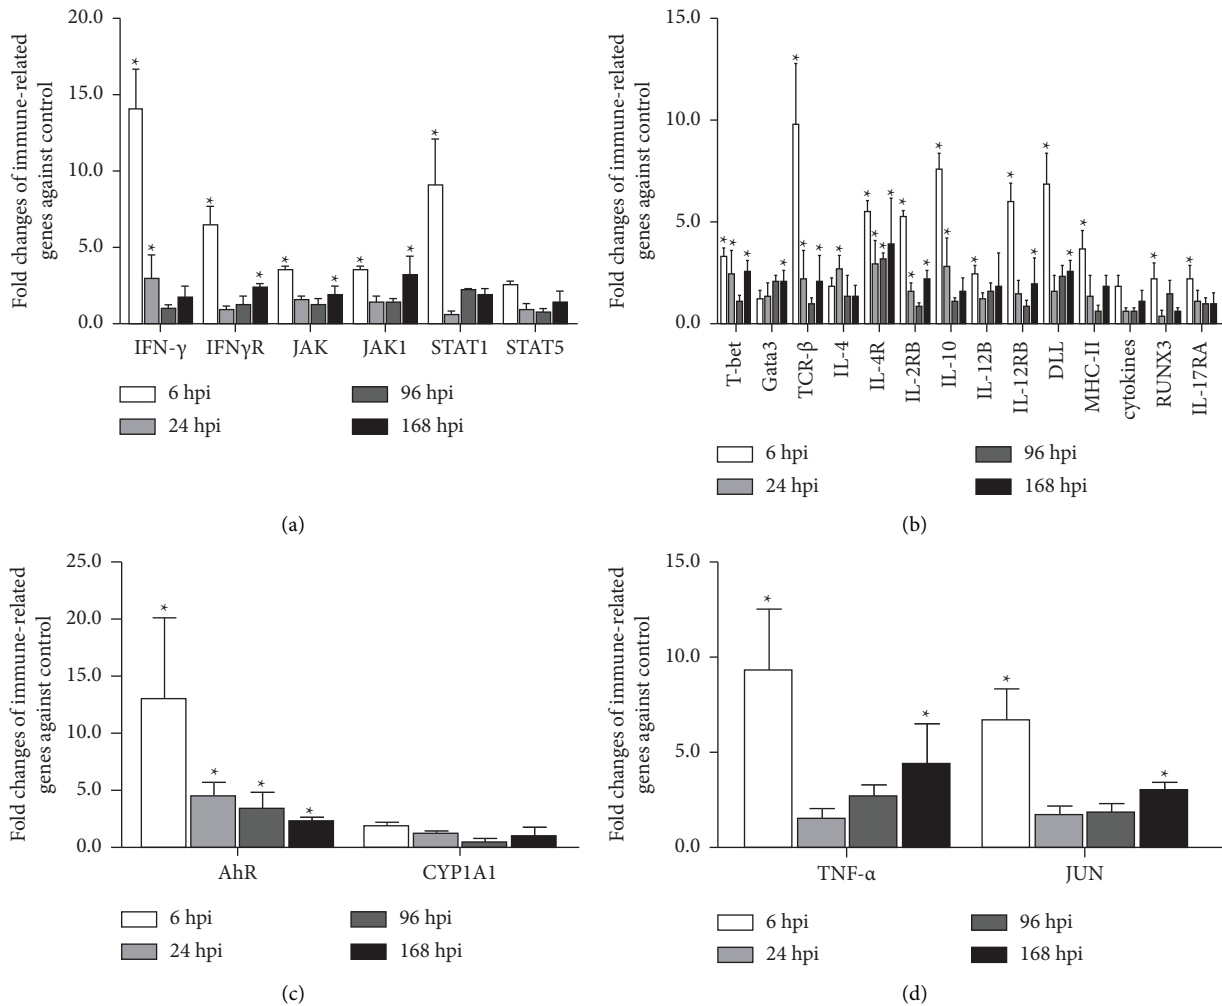 Fold changes of immune-related
genes against control
20.0
15.0
10.0
5.0
0.0
* * * * * * * * *
IFN-γ IFNγR JAK JAK1 STAT1 STAT5
6 hpi 96 hpi
24 hpi 168 hpi
(a)
Fold changes of immune-related
genes against control
15.0
10.0
5.0
0.0
T-bet Gata3 TCR-β IL-4 IL-4R IL-2RB IL-10 IL-12B IL-12RB DLL MHC-II cytokines RUNX3 IL-17RA
6 hpi 96 hpi
24 hpi 168 hpi
(b)
Fold changes of immune-related
genes against control
25.0
20.0
15.0
10.0
5.0
0.0
* * * *
AhR CYP1A1
6 hpi 96 hpi
24 hpi 168 hpi
(c)
Fold changes of immune-related
genes against control
15.0
10.0
5.0
0.0
* * * *
TNF-α JUN
6 hpi 96 hpi
24 hpi 168 hpi
(d)